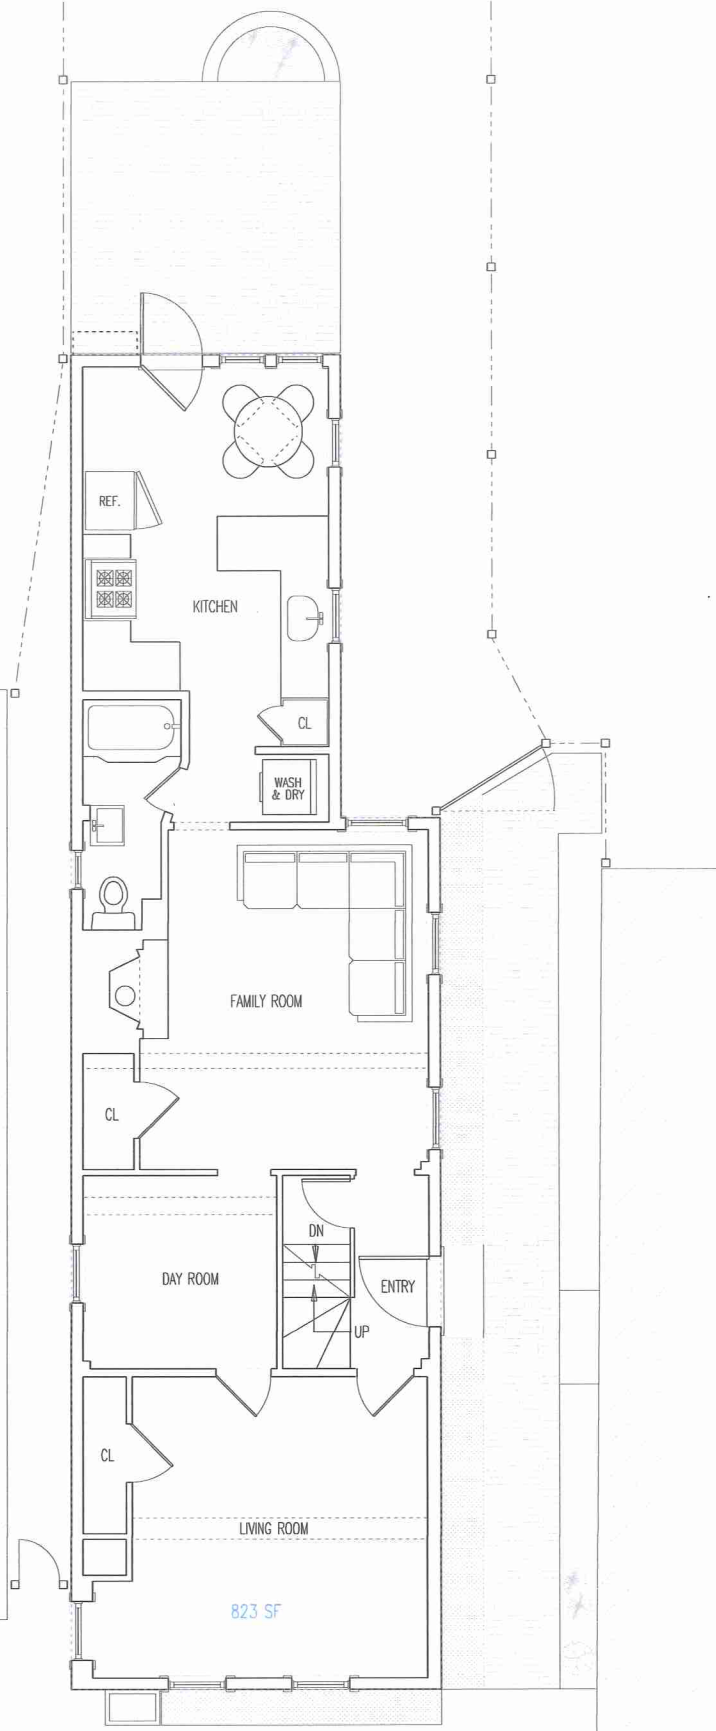 REF.
KITCHEN
CL
WASH
& DRY
FAMILY ROOM
CL
DN
DAY ROOM
ENTRY
UP
CL
LIVING ROOM
823 SF